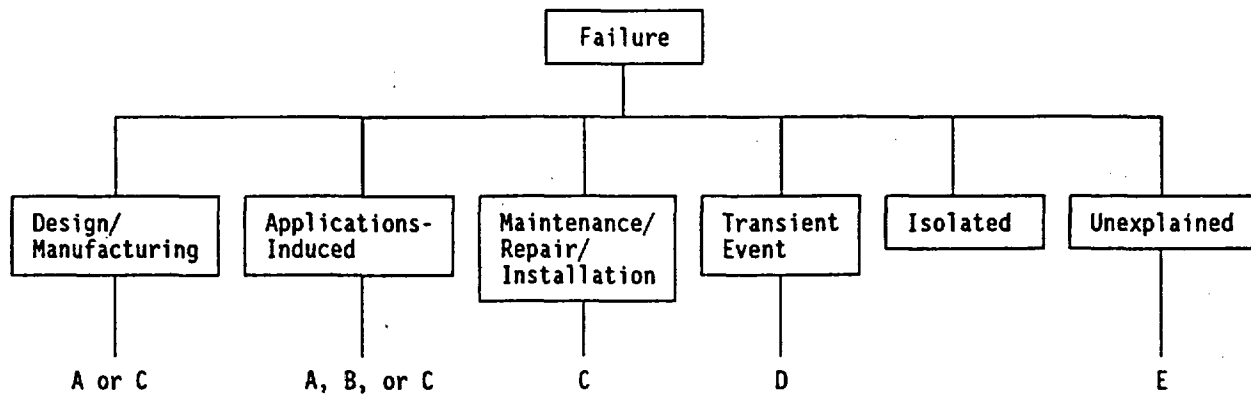 Failure
Design/
Manufacturing
Applications-
Induced
Maintenance/
Repair/
Installation
Transient
Event
Isolated
Unexplained
A or C
A, B, or C
C
D
E